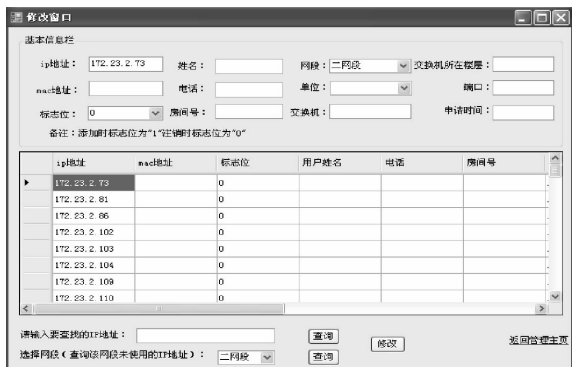 修改窗口
基本信息栏
ip地址： 172.23.2.73 姓名： 网段： 二网段 交换机所在楼层：
mac地址： 电话： 单位： 端口：
标志位： 0 房间号： 交换机： 申请时间：
备注：添加时标志位为“1”注销时标志位为“0”
ip地址 mac地址 标志位 用户姓名 电话 房间号
172.23.2.73 0
172.23.2.81 0
172.23.2.86 0
172.23.2.102 0
172.23.2.103 0
172.23.2.104 0
172.23.2.109 0
172.23.2.110 0
请输入要查找的IP地址： 查询 修改 返回管理主页
选择网段（查询该网段未使用的IP地址）： 二网段 查询